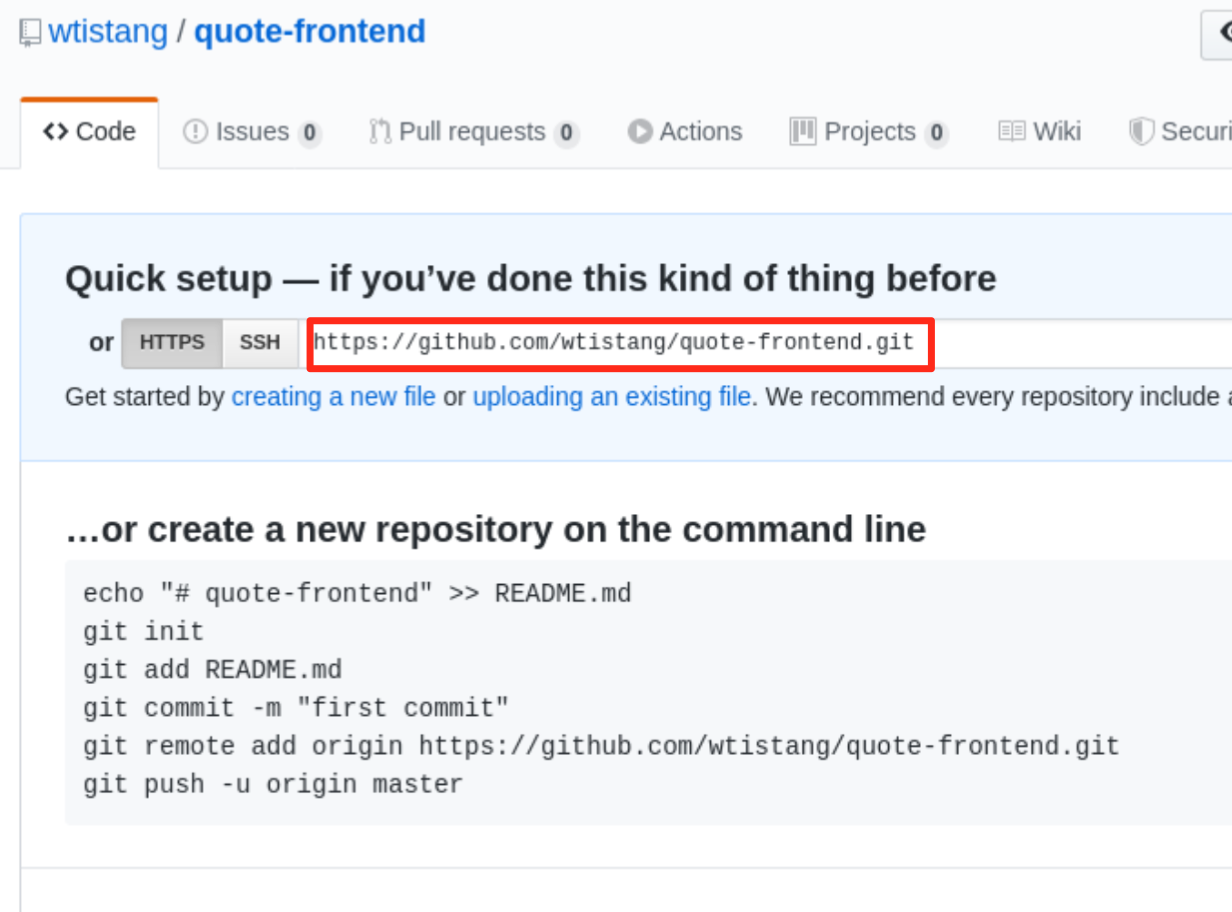 wtistang / quote-frontend
<> Code Issues 0 Pull requests 0 Actions Projects 0 Wiki Securi
Quick setup — if you’ve done this kind of thing before
or HTTPS SSH https://github.com/wtistang/quote-frontend.git
Get started by creating a new file or uploading an existing file. We recommend every repository include a
…or create a new repository on the command line
echo "# quote-frontend" >> README.md
git init
git add README.md
git commit -m "first commit"
git remote add origin https://github.com/wtistang/quote-frontend.git
git push -u origin master